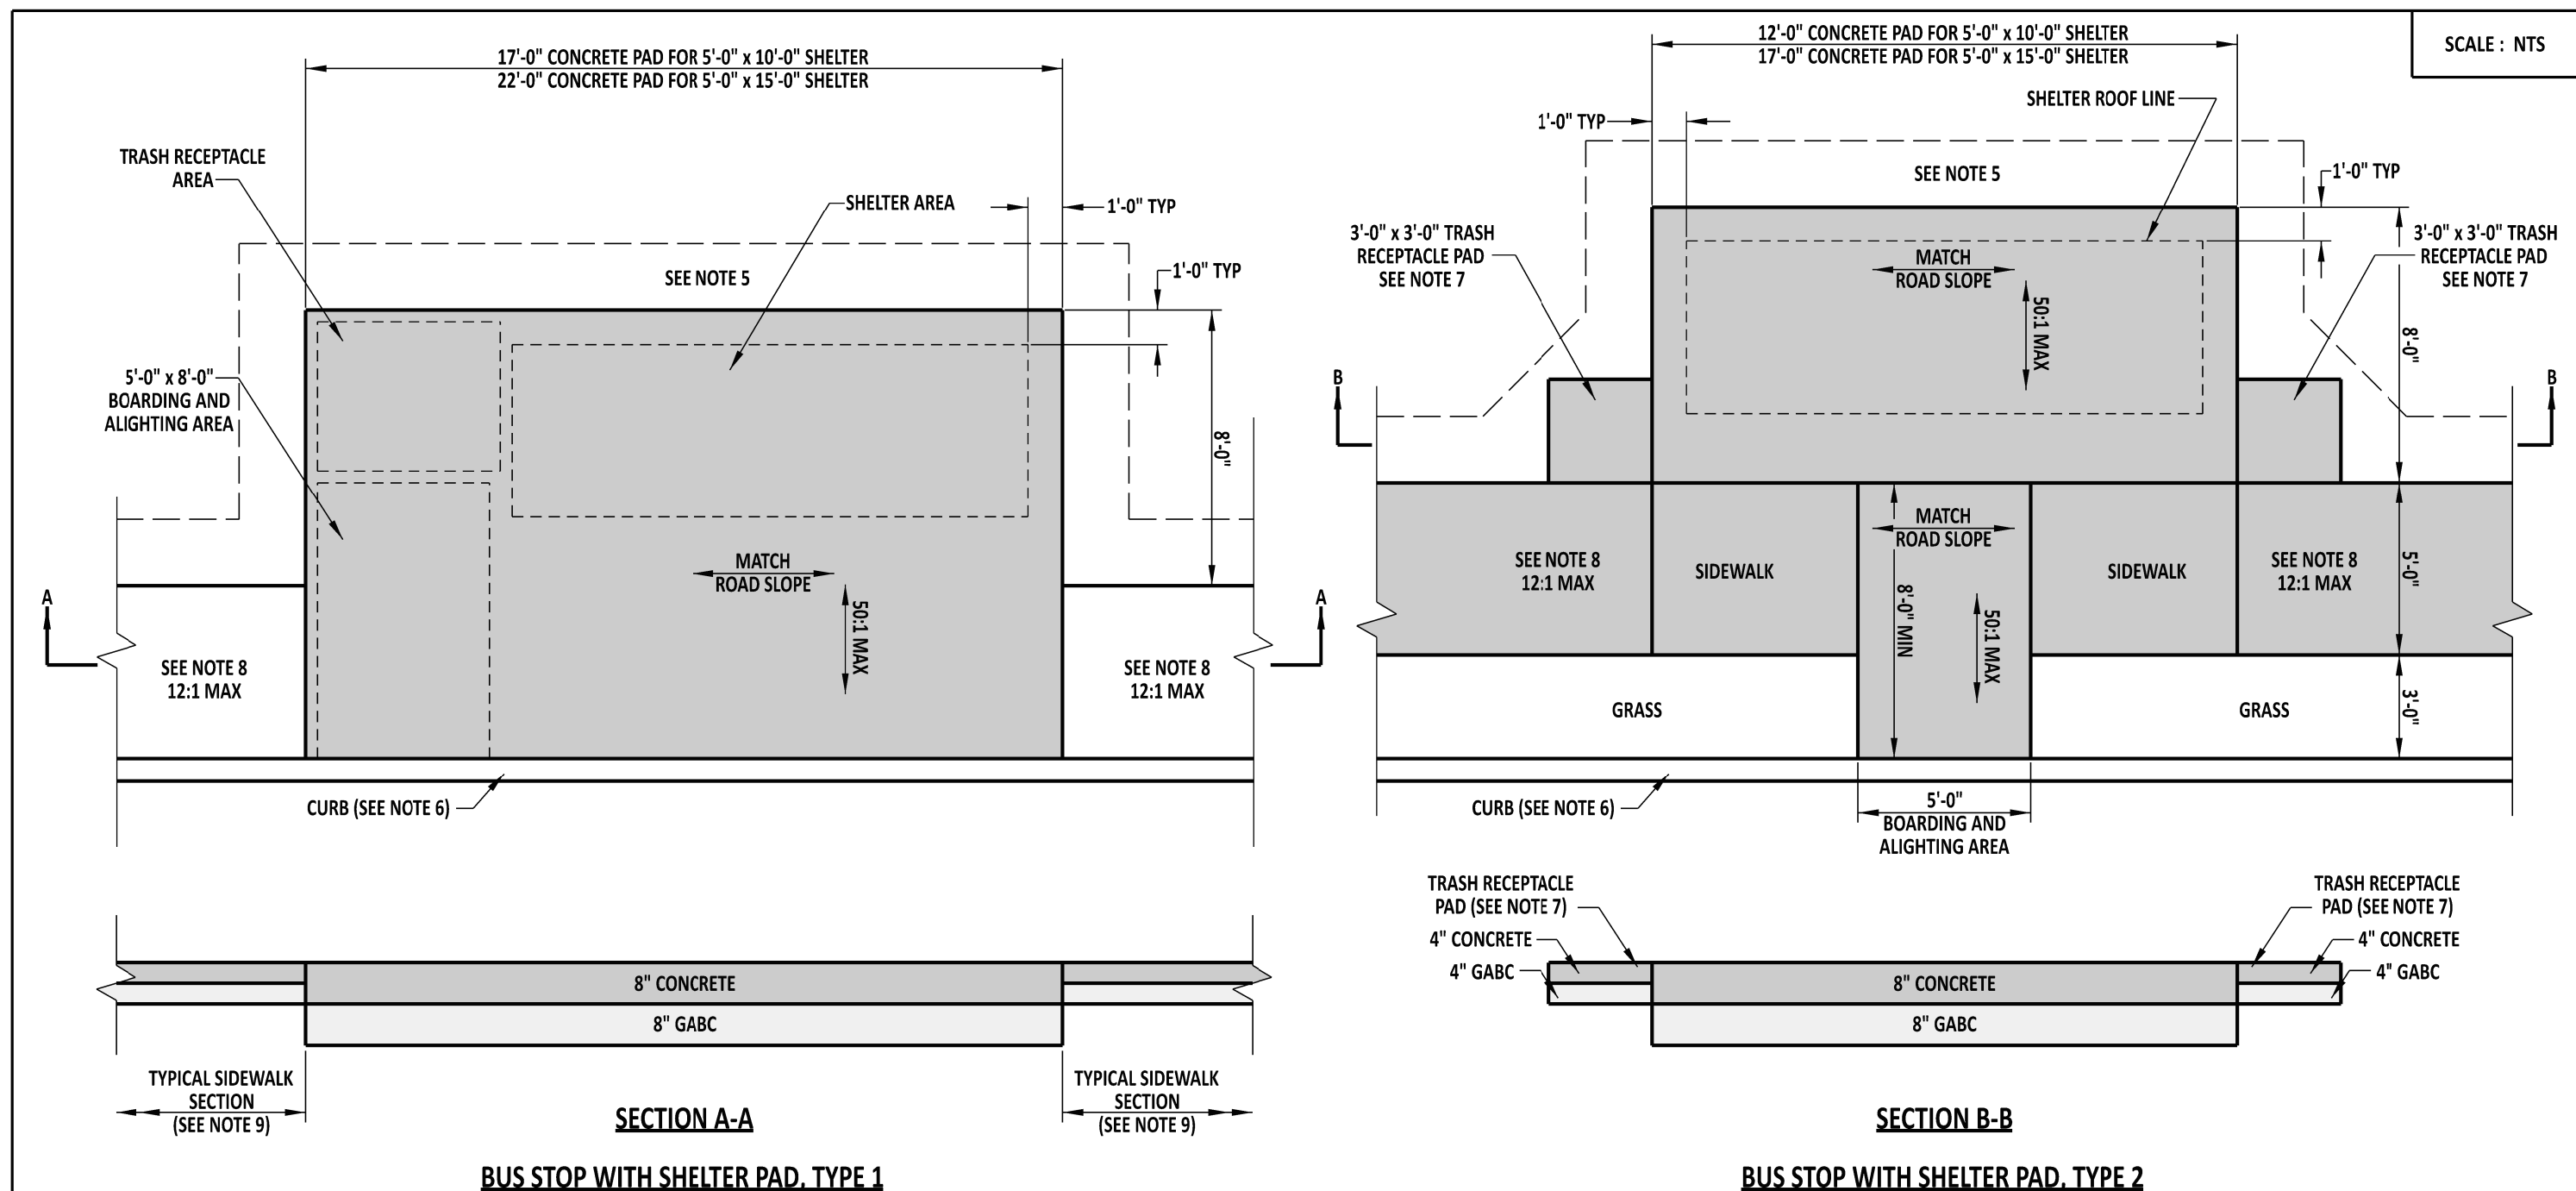 SCALE : NTS
17'-0" CONCRETE PAD FOR 5'-0" x 10'-0" SHELTER
22'-0" CONCRETE PAD FOR 5'-0" x 15'-0" SHELTER
TRASH RECEPTACLE
AREA
SHELTER AREA
1'-0" TYP
SEE NOTE 5
1'-0" TYP
5'-0" x 8'-0"
BOARDING AND
ALIGHTING AREA
8'-0"
MATCH
ROAD SLOPE
50:1 MAX
A
A
SEE NOTE 8
12:1 MAX
SEE NOTE 8
12:1 MAX
CURB (SEE NOTE 6)
8" CONCRETE
8" GABC
TYPICAL SIDEWALK
SECTION
(SEE NOTE 9)
TYPICAL SIDEWALK
SECTION
(SEE NOTE 9)
SECTION A-A
BUS STOP WITH SHELTER PAD, TYPE 1
12'-0" CONCRETE PAD FOR 5'-0" x 10'-0" SHELTER
17'-0" CONCRETE PAD FOR 5'-0" x 15'-0" SHELTER
SHELTER ROOF LINE
1'-0" TYP
SEE NOTE 5
1'-0" TYP
3'-0" x 3'-0" TRASH
RECEPTACLE PAD
SEE NOTE 7
3'-0" x 3'-0" TRASH
RECEPTACLE PAD
SEE NOTE 7
MATCH
ROAD SLOPE
50:1 MAX
8'-0"
B
B
SEE NOTE 8
12:1 MAX
SIDEWALK
MATCH
ROAD SLOPE
8'-0" MIN
50:1 MAX
SIDEWALK
SEE NOTE 8
12:1 MAX
5'-0"
GRASS
GRASS
3'-0"
CURB (SEE NOTE 6)
5'-0"
BOARDING AND
ALIGHTING AREA
TRASH RECEPTACLE
PAD (SEE NOTE 7)
4" CONCRETE
4" GABC
TRASH RECEPTACLE
PAD (SEE NOTE 7)
4" CONCRETE
4" GABC
8" CONCRETE
8" GABC
SECTION B-B
BUS STOP WITH SHELTER PAD, TYPE 2